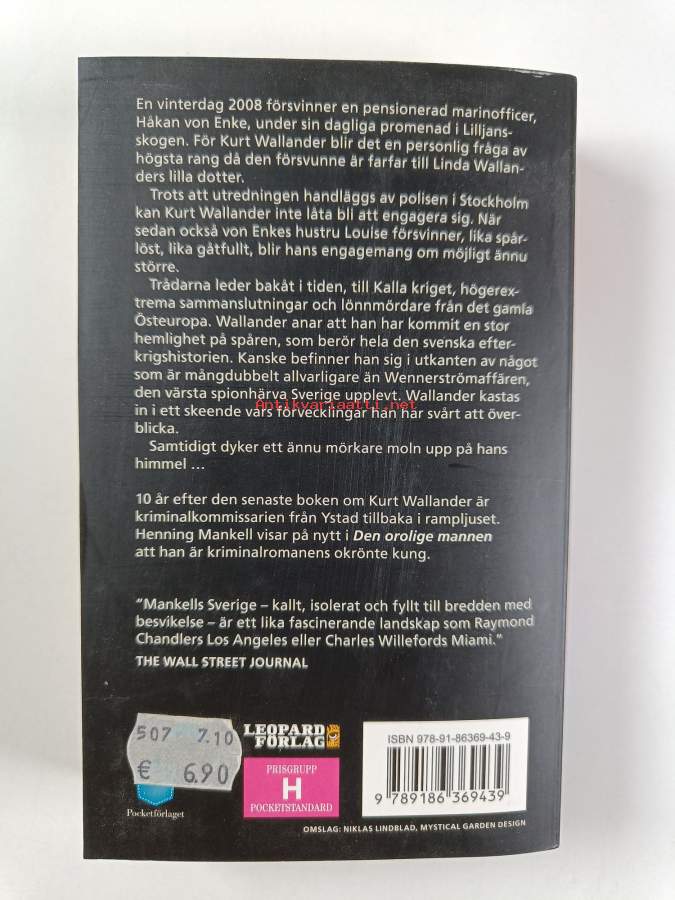 En vinterdag 2008 försvinner en pensionerad marinofficer,
Håkan von Enke, under sin dagliga promenad i Lilljans-
skogen. För Kurt Wallander blir det en personlig fråga av
högsta rang då den försvunne är farfar till Linda Wallan-
ders lilla dotter.
Trots att utredningen handläggs av polisen i Stockholm
kan Kurt Wallander inte låta bli att engagera sig. När
sedan också von Enkes hustru Louise försvinner, lika spår-
löst, lika gåtfullt, blir hans engagemang om möjligt ännu
större.
Trådarna leder bakåt i tiden, till Kalla kriget, högerex-
trema sammanslutningar och lönnmördare från det gamla
Östeuropa. Wallander anar att han har kommit en stor
hemlighet på spåren, som berör hela den svenska efter-
krigshistorien. Kanske befinner han sig i utkanten av något
som är mångdubbelt allvarligare än Wennerströmaffären,
den värsta spionhärva Sverige upplevt. Wallander kastas
Antikvariaatti.net
in i ett skeende vars förvecklingar han har svårt att över-
blicka.
Samtidigt dyker ett ännu mörkare moln upp på hans
himmel ...
10 år efter den senaste boken om Kurt Wallander är
kriminalkommissarien från Ystad tillbaka i rampljuset.
Henning Mankell visar på nytt i Den orolige mannen
att han är kriminalromanens okrönte kung.
"Mankells Sverige – kallt, isolerat och fyllt till bredden med
besvikelse – är ett lika fascinerande landskap som Raymond
Chandlers Los Angeles eller Charles Willefords Miami."
THE WALL STREET JOURNAL
507 7.10
€ 6.90
Pocketförlaget
LEOPARD
FÖRLAG
PRISGRUPP
H
POCKETSTANDARD
ISBN 978-91-86369-43-9
9 789186 369439
OMSLAG: NIKLAS LINDBLAD, MYSTICAL GARDEN DESIGN